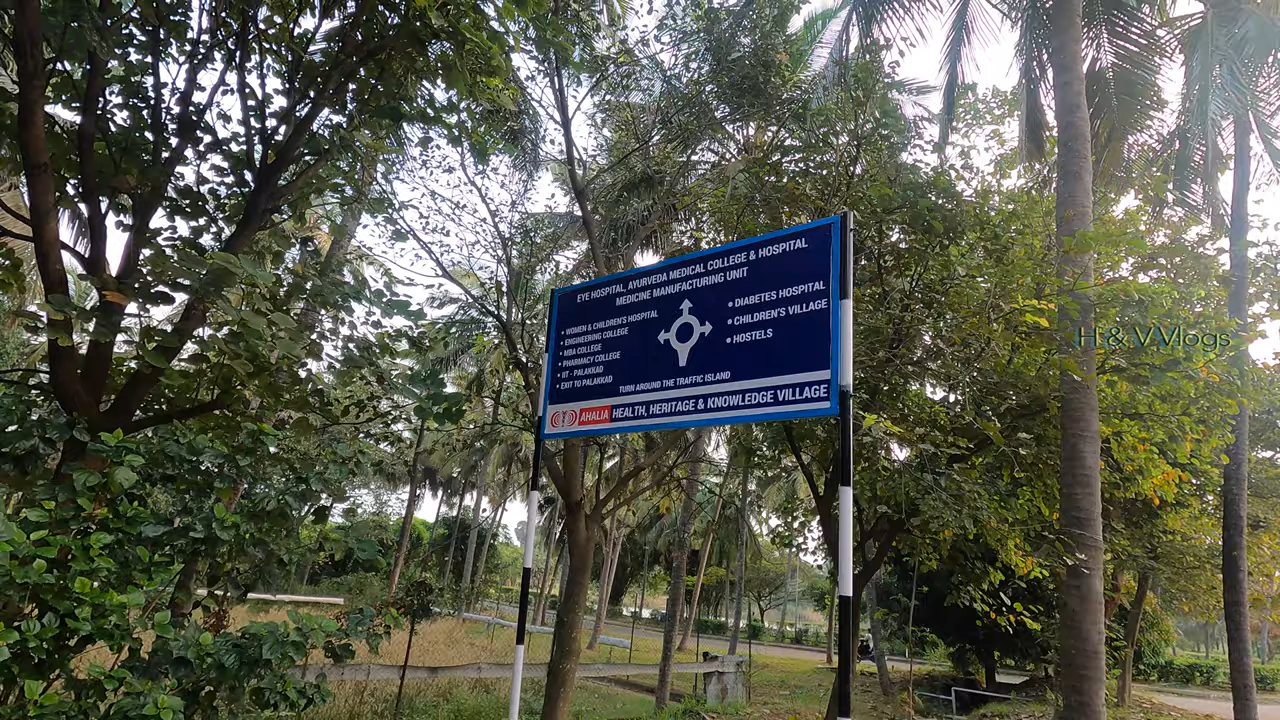 EYE HOSPITAL, AYURVEDA MEDICAL COLLEGE & HOSPITAL
MEDICINE MANUFACTURING UNIT
• WOMEN & CHILDREN'S HOSPITAL
• ENGINEERING COLLEGE
• MBA COLLEGE
• PHARMACY COLLEGE
• IIT - PALAKKAD
• EXIT TO PALAKKAD
• DIABETES HOSPITAL
• CHILDREN'S VILLAGE
• HOSTELS
TURN AROUND THE TRAFFIC ISLAND
AHALIA HEALTH, HERITAGE & KNOWLEDGE VILLAGE
H & V Vlogs